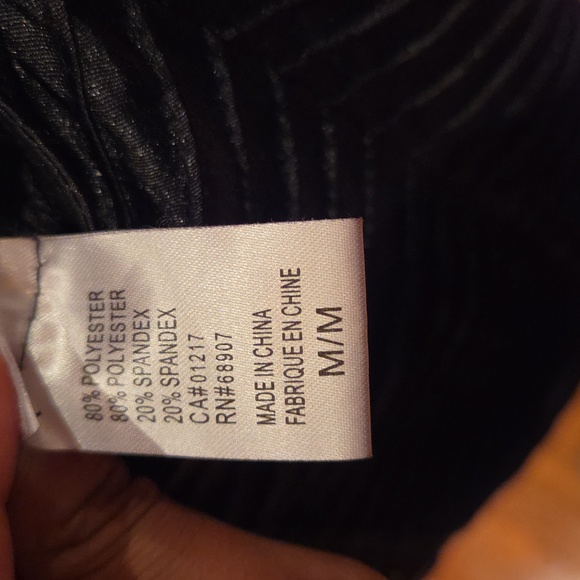 80% POLYESTER
80% POLYESTER
20% SPANDEX
20% SPANDEX
CA#01217
RN#68907
MADE IN CHINA
FABRIQUE EN CHINE
M/M